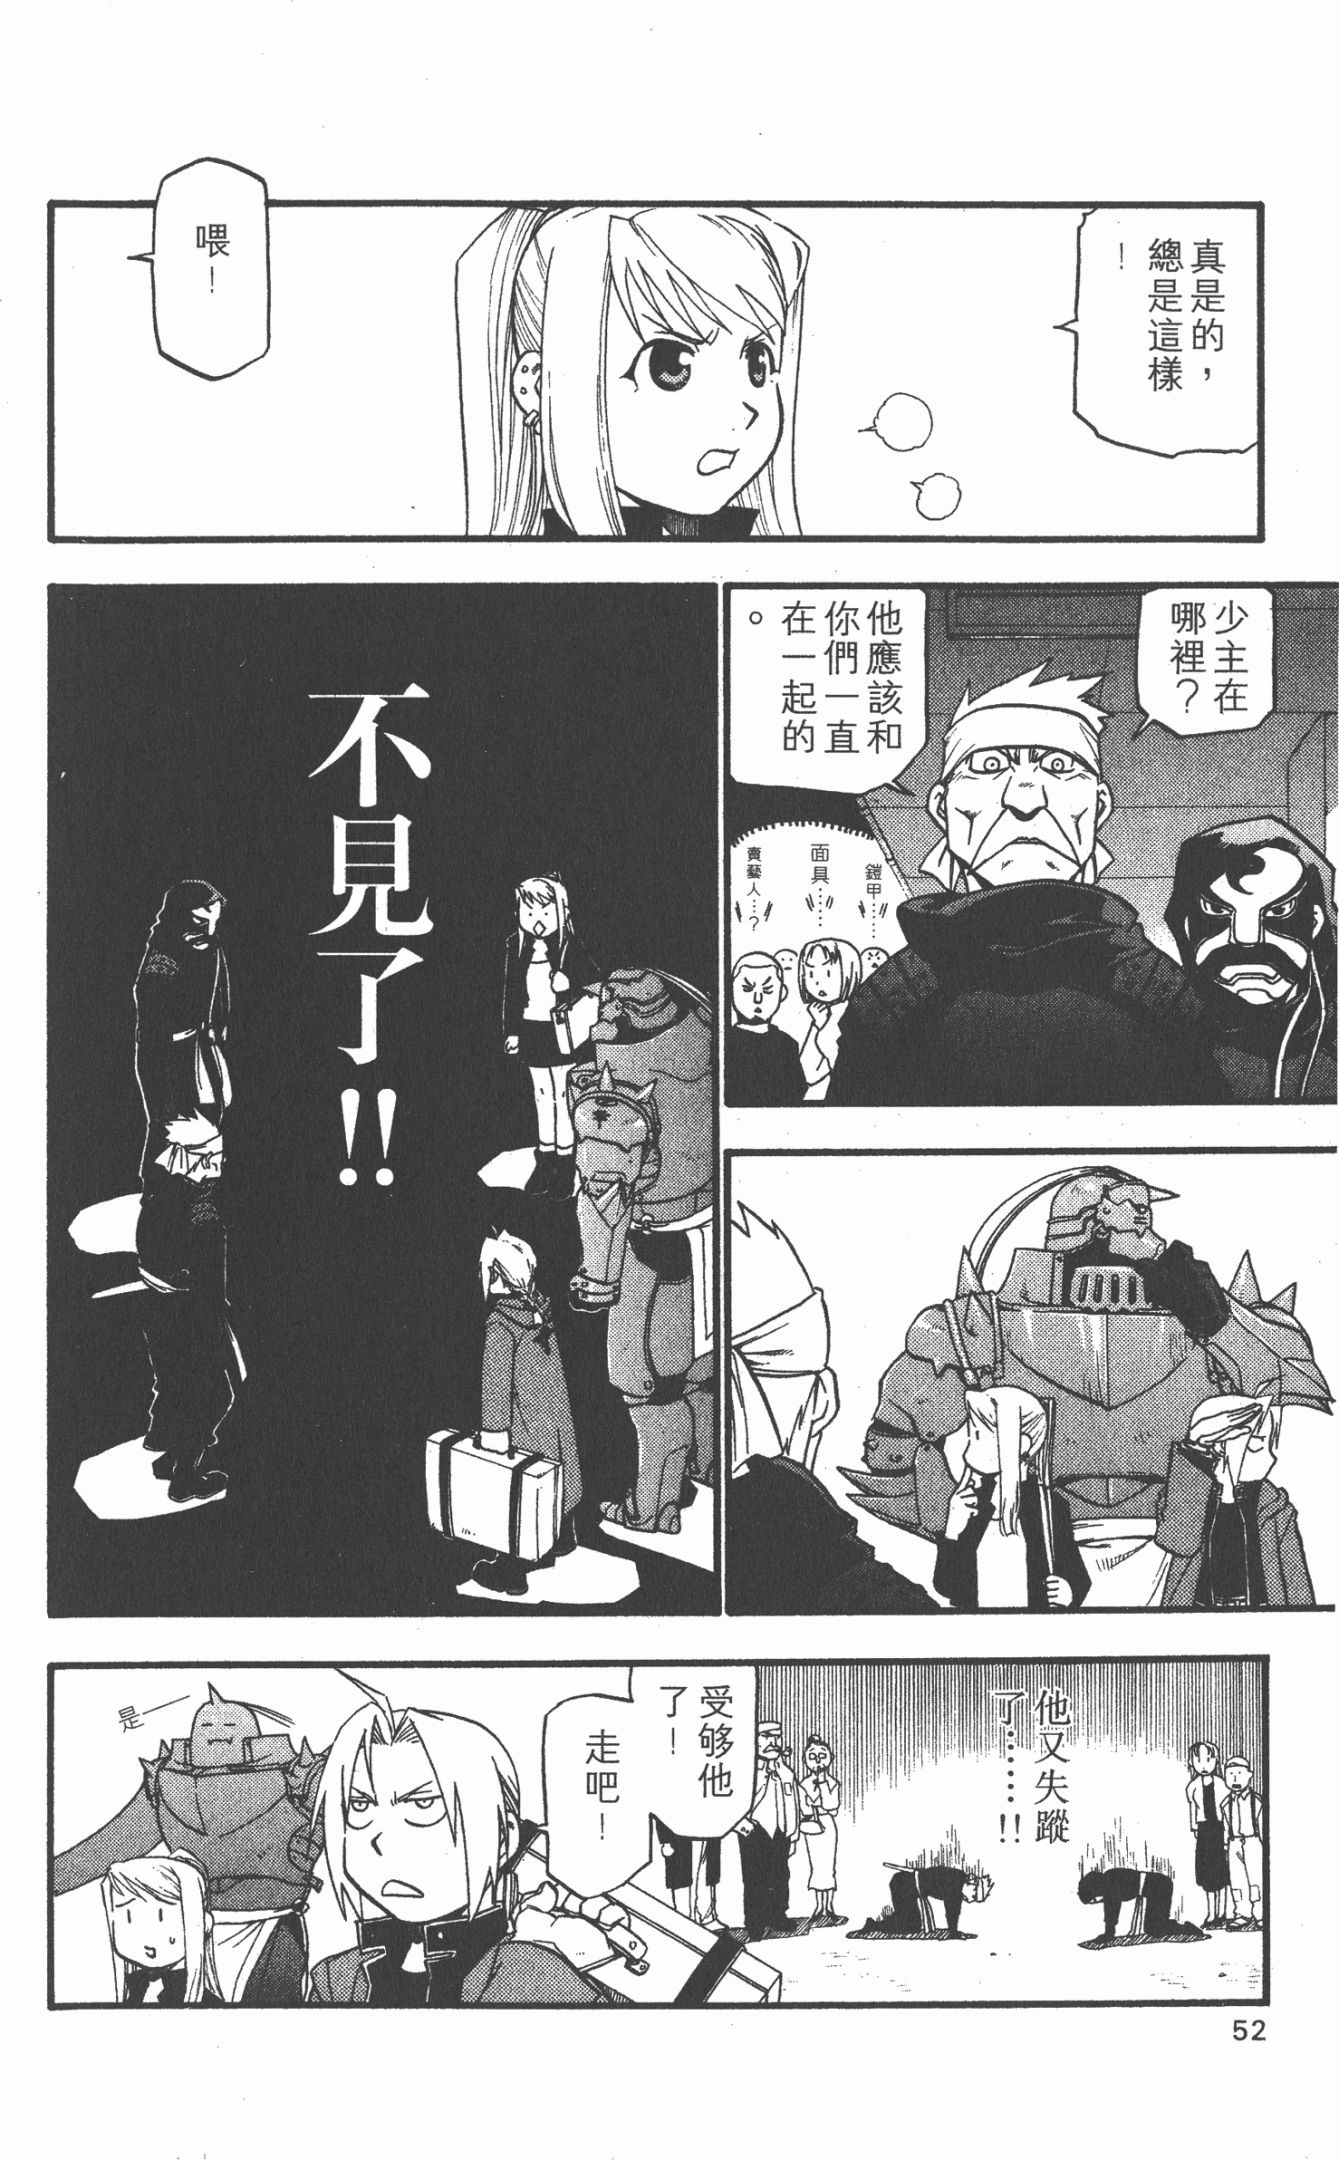 真是的，
總是這樣
！
喂！
少主在
哪裡？
他應該和
你們一直
在一起的
。
鎧甲……
面具……
賣藝人…？
不見了!!
他又失蹤
了……!!
受够他
了！
走吧！
是—
52